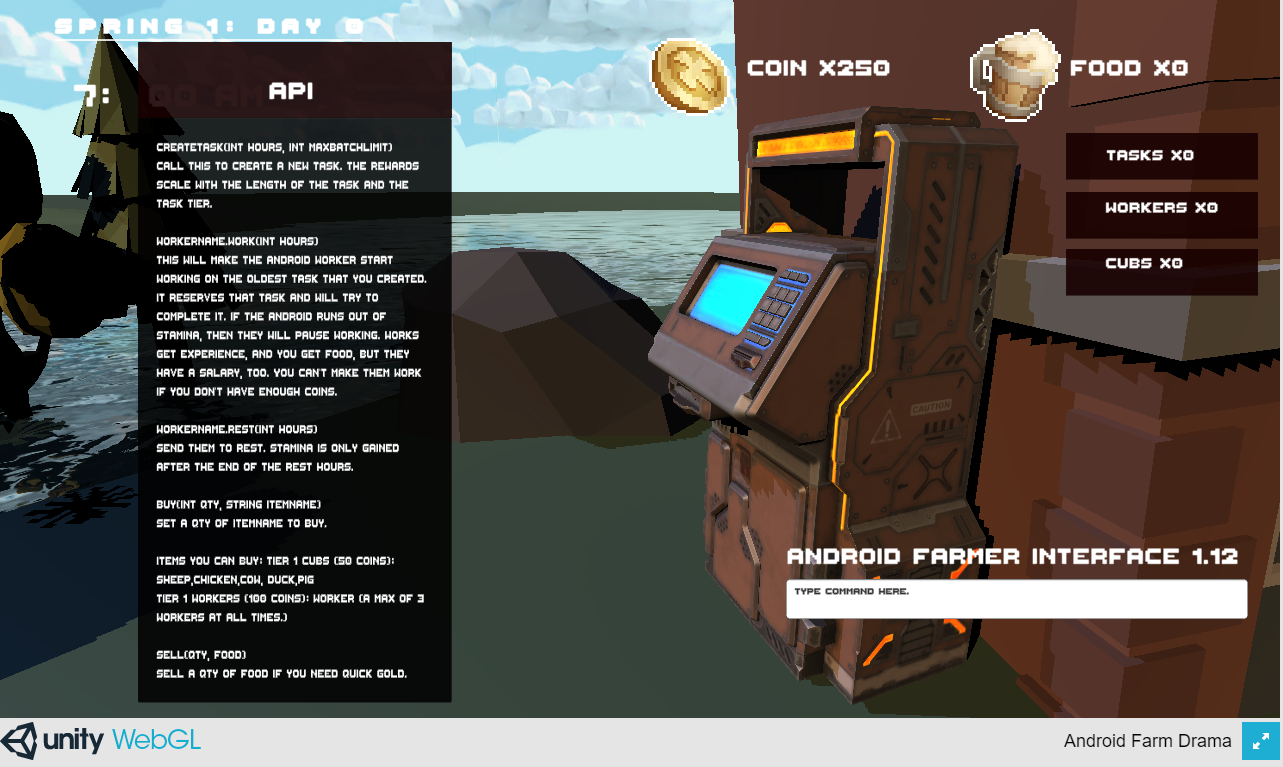 SPRING 1: DAY 0
7: 00 AM
API
CREATETASK(INT HOURS, INT MAXBATCHLIMIT)
CALL THIS TO CREATE A NEW TASK. THE REWARDS
SCALE WITH THE LENGTH OF THE TASK AND THE
TASK TIER.
WORKERNAME.WORK(INT HOURS)
THIS WILL MAKE THE ANDROID WORKER START
WORKING ON THE OLDEST TASK THAT YOU CREATED.
IT RESERVES THAT TASK AND WILL TRY TO
COMPLETE IT. IF THE ANDROID RUNS OUT OF
STAMINA, THEN THEY WILL PAUSE WORKING. WORKS
GET EXPERIENCE, AND YOU GET FOOD, BUT THEY
HAVE A SALARY, TOO. YOU CAN'T MAKE THEM WORK
IF YOU DON'T HAVE ENOUGH COINS.
WORKERNAME.REST(INT HOURS)
SEND THEM TO REST. STAMINA IS ONLY GAINED
AFTER THE END OF THE REST HOURS.
BUY(INT QTY, STRING ITEMNAME)
SET A QTY OF ITEMNAME TO BUY.
ITEMS YOU CAN BUY: TIER 1 CUBS (50 COINS):
SHEEP,CHICKEN,COW, DUCK,PIG
TIER 1 WORKERS (100 COINS): WORKER (A MAX OF 3
WORKERS AT ALL TIMES.)
SELL(QTY, FOOD)
SELL A QTY OF FOOD IF YOU NEED QUICK GOLD.
COIN X250
FOOD X0
TASKS X0
WORKERS X0
CUBS X0
CAUTION
ANDROID FARMER INTERFACE 1.12
TYPE COMMAND HERE.
unity WebGL
Android Farm Drama